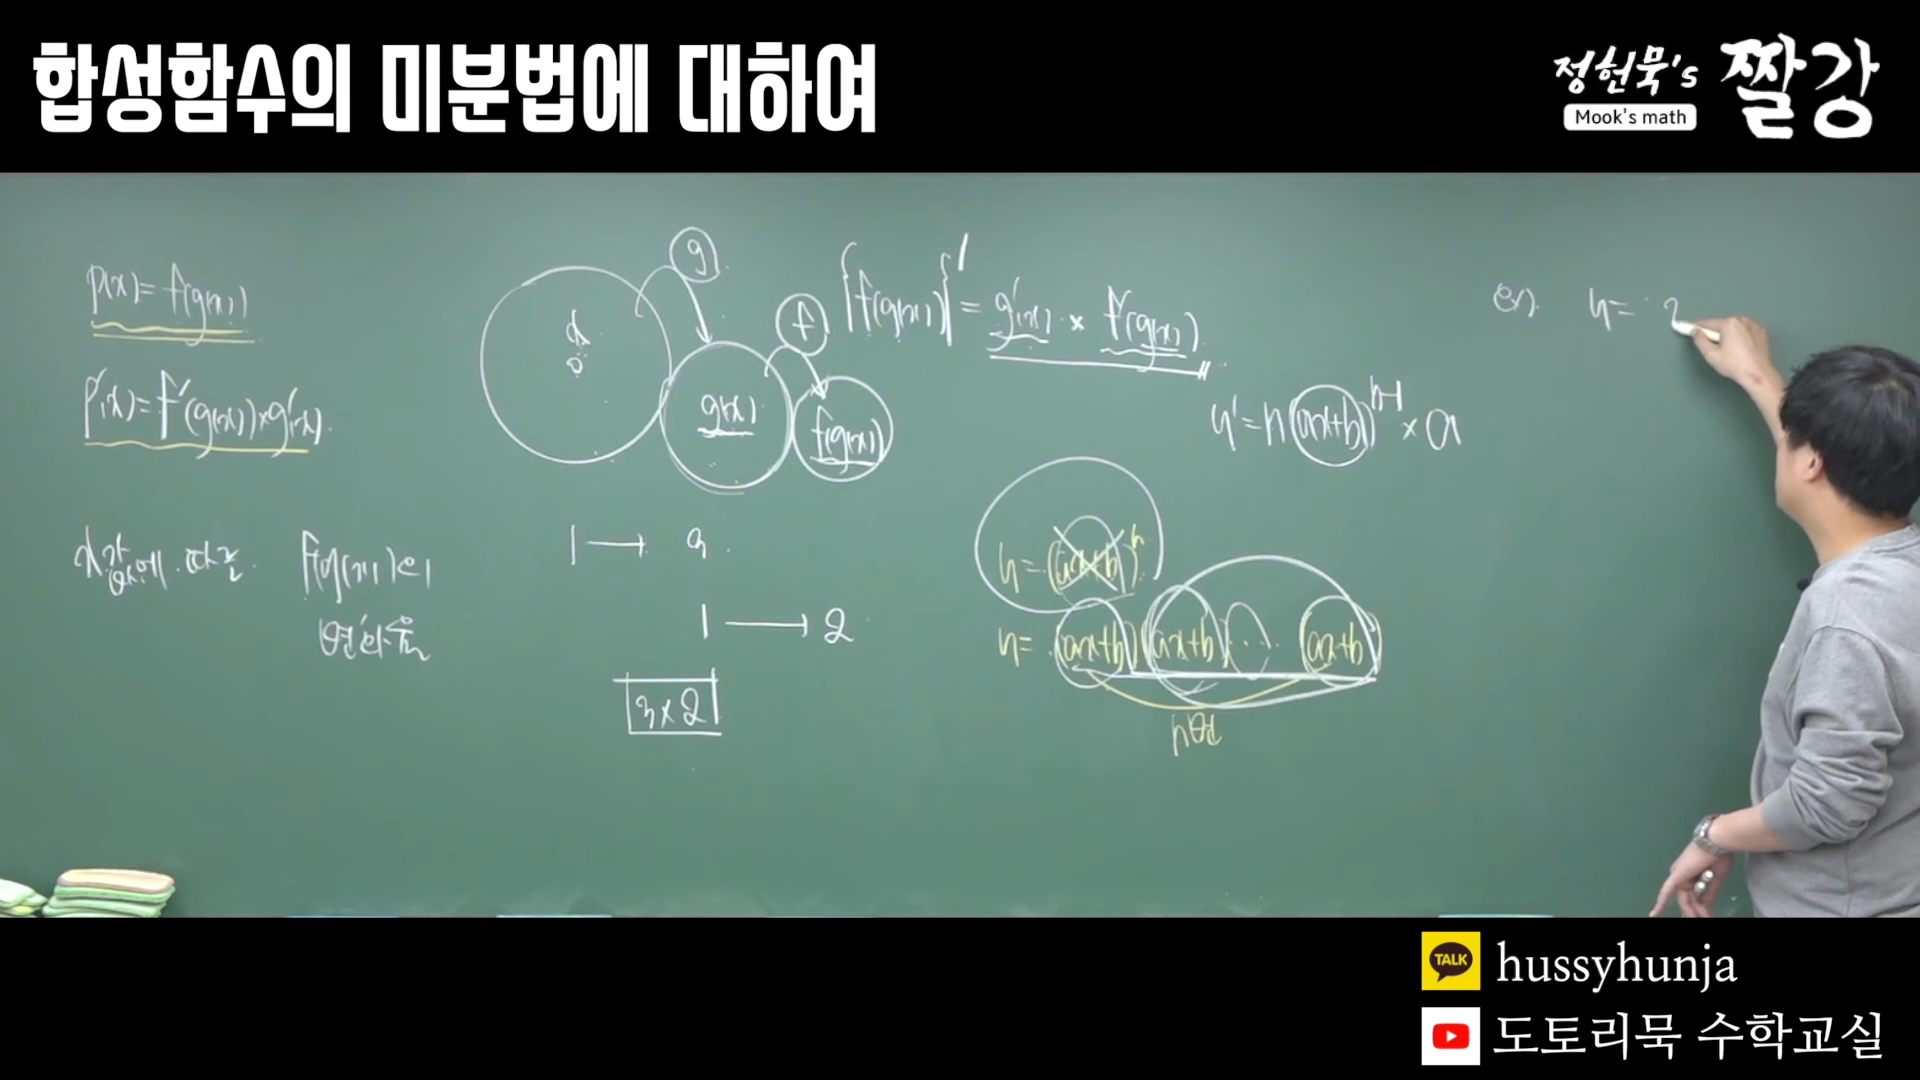 합성함수의 미분법에 대하여
정현묵's 짤강
Mook's math
p(x)= f(g(x))
p'(x)= f'(g(x))×g'(x).
x값에 따른 f(g(x))의
변화율
x
g
g(x)
f
f(g(x))
1 → 3
1 → 2
3×2
{f(g(x))}' = g'(x) × f'(g(x))
y'=n(ax+b)^{n-1}×a
y=(ax+b)^n
y=(ax+b)(ax+b)···(ax+b)
ex). y=
TALK hussyhunja
도토리묵 수학교실